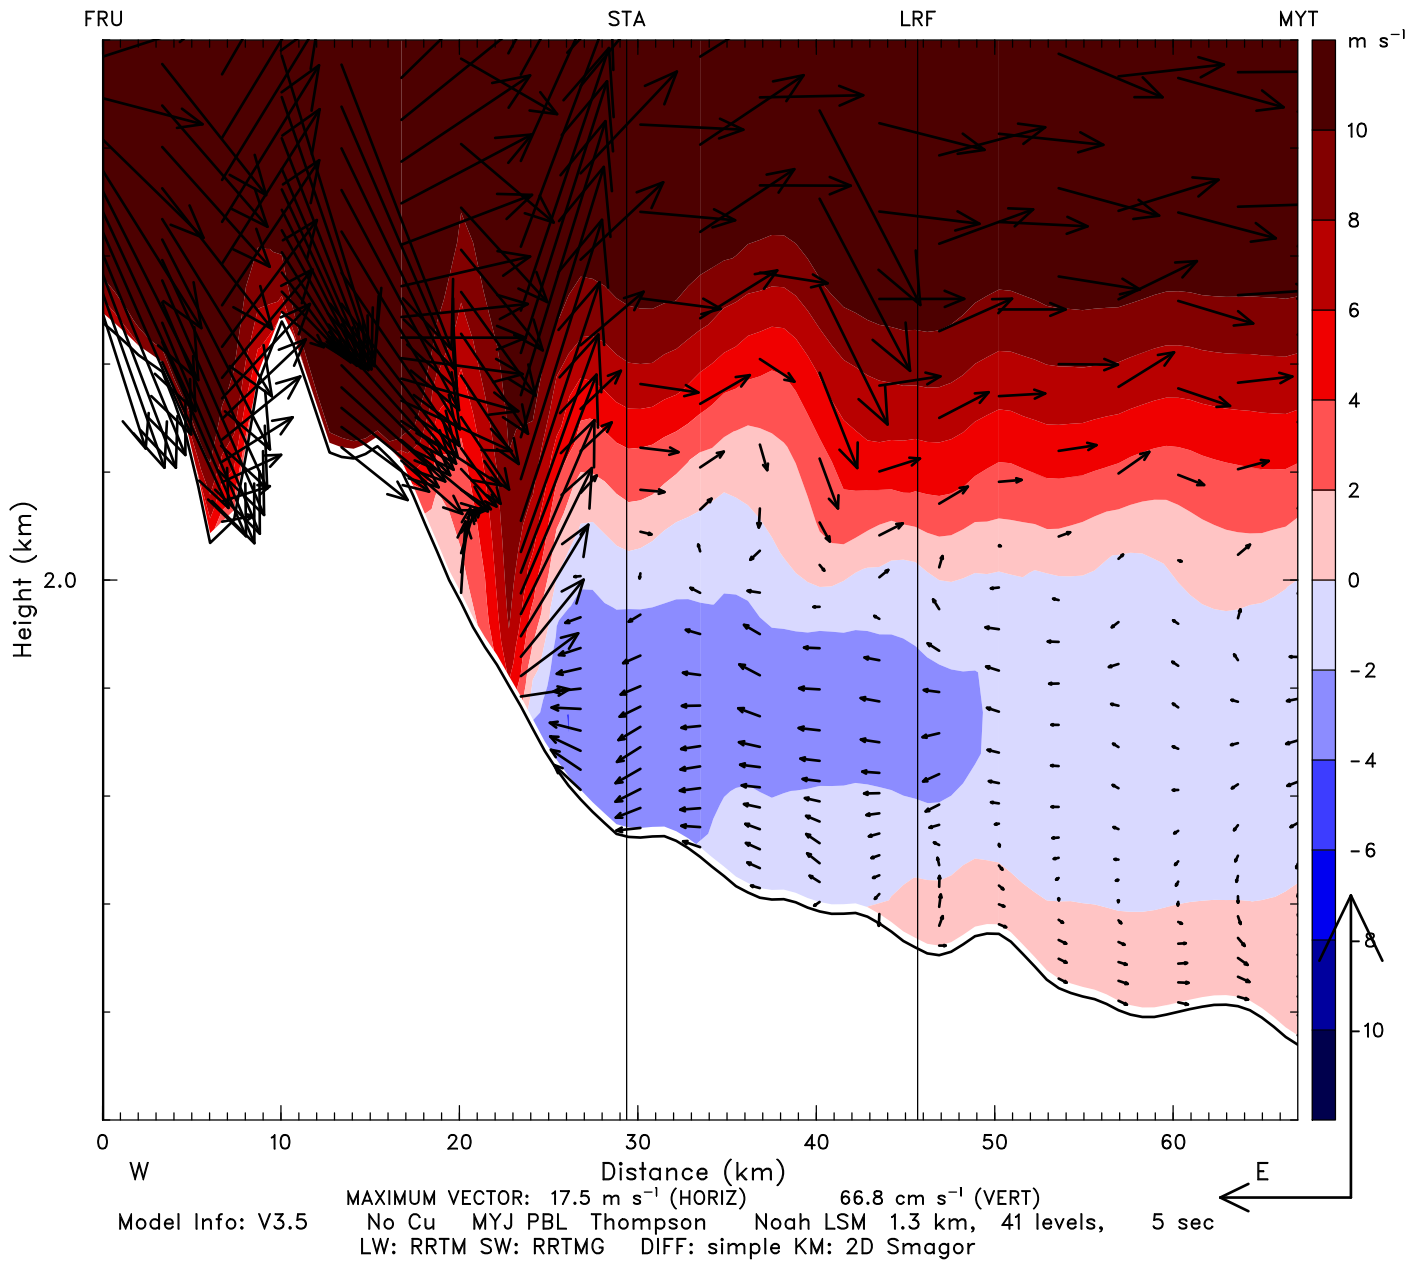 FRU STA LRF MYT
m s⁻¹
10
8
6
4
2
0
-2
-4
-6
-8
-10
Height (km)
2.0
0 10 20 30 40 50 60
W Distance (km) E
MAXIMUM VECTOR: 17.5 m s⁻¹ (HORIZ) 66.8 cm s⁻¹ (VERT)
Model Info: V3.5 No Cu MYJ PBL Thompson Noah LSM 1.3 km, 41 levels, 5 sec
LW: RRTM SW: RRTMG DIFF: simple KM: 2D Smagor